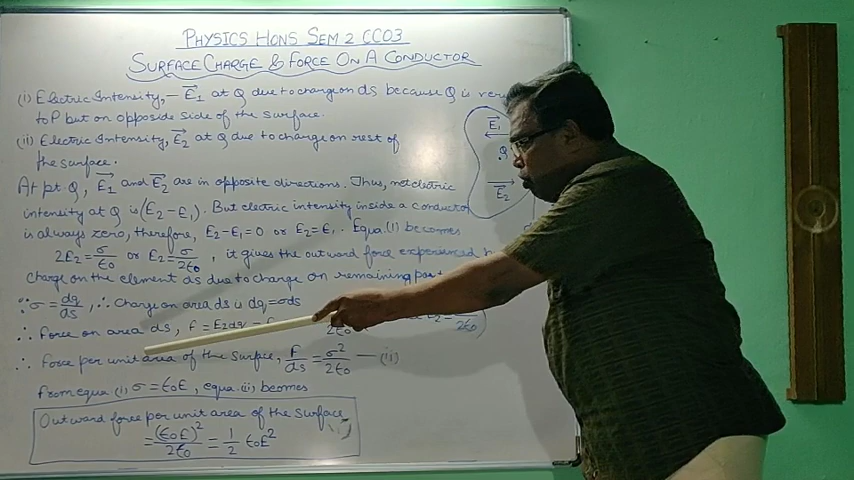 PHYSICS HONS SEM 2 CC03
SURFACE CHARGE & FORCE ON A CONDUCTOR
(i) Electric Intensity, -E₁⃗ at Q due to charge on ds because Q is very
to P but on opposite side of the surface.
(ii) Electric Intensity, E₂⃗ at Q due to charge on rest of
the surface.
At pt. Q, E₁⃗ and E₂⃗ are in opposite directions. Thus, net electric
intensity at Q is (E₂-E₁). But electric intensity inside a conductor
is always zero, therefore, E₂-E₁=0 or E₂=E₁. Equa.(i) becomes
2E₂=σ/ε₀ or E₂=σ/2ε₀, it gives the outward force experienced
charge on the element ds due to charge on remaining part
∵ σ=dq/ds, ∴ charge on area ds is dq=σds
∴ Force on area ds, F=E₂dq 2ε₀ 2ε₀)
∴ Force per unit area of the surface, F/ds=σ²/2ε₀ —(ii)
From equa (i, σ=ε₀E, equa.(ii) becomes
Outward force per unit area of the surface
=(ε₀E)²/2ε₀=1/2 ε₀E²
E₁⃗
Q
E₂⃗